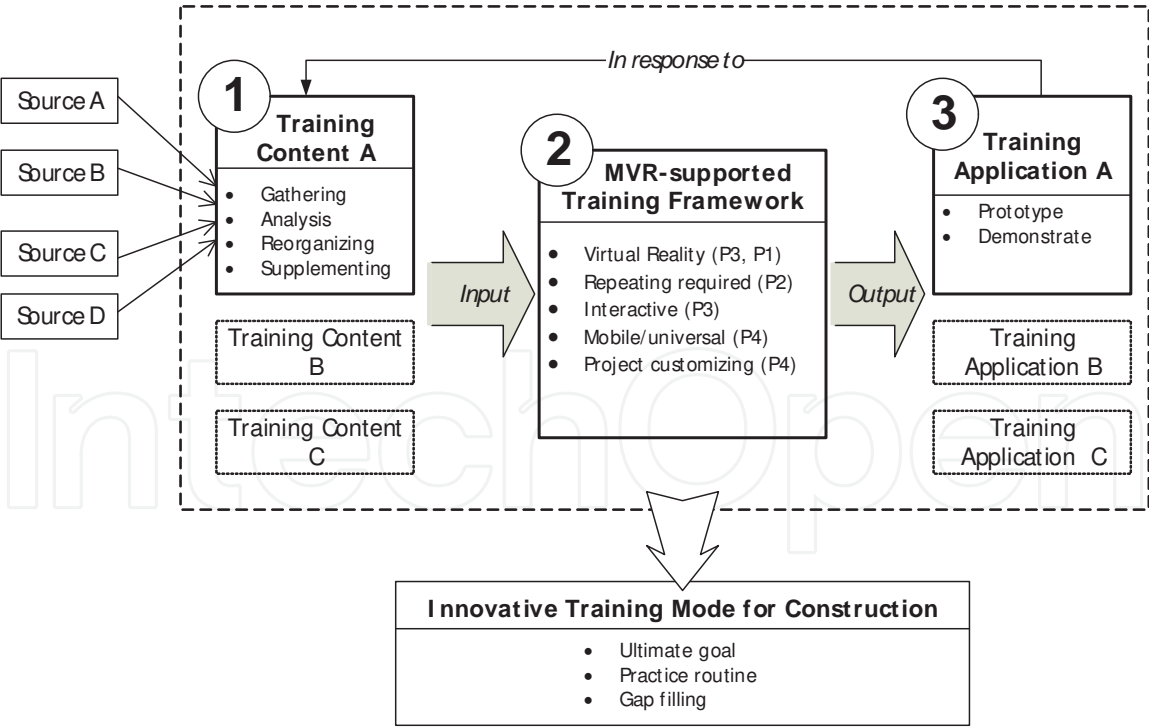 In response to
Source A
Source B
Source C
Source D
1
Training
Content A
• Gathering
• Analysis
• Reorganizing
• Supplementing
Training Content
B
Training Content
C
Input
2
MVR-supported
Training Framework
• Virtual Reality (P3, P1)
• Repeating required (P2)
• Interactive (P3)
• Mobile/universal (P4)
• Project customizing (P4)
Output
3
Training
Application A
• Prototype
• Demonstrate
Training
Application B
Training
Application C
IntechOpen
Innovative Training Mode for Construction
• Ultimate goal
• Practice routine
• Gap filling